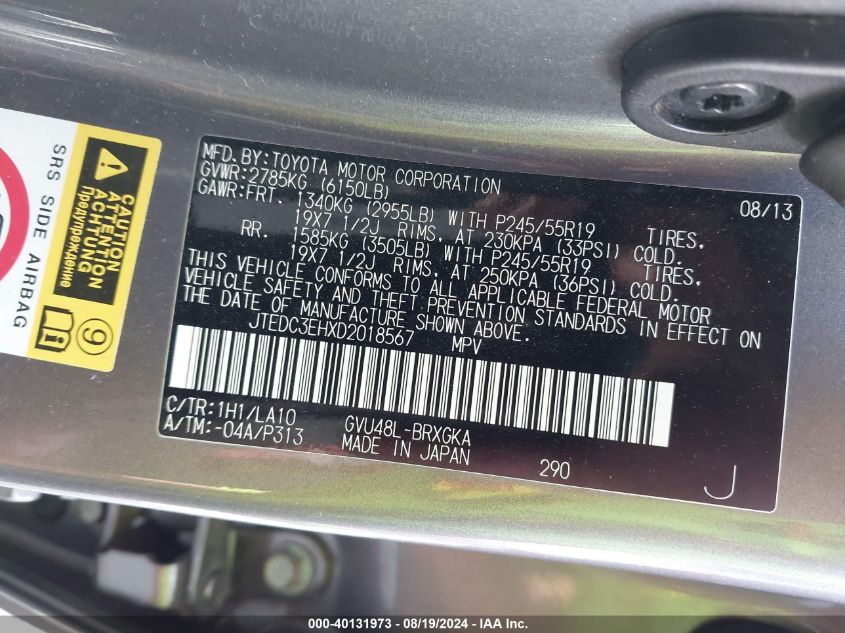 SRS SIDE AIRBAG
CAUTION
ATTENTION
ACHTUNG
Предупреждение
9
MFD.BY:TOYOTA MOTOR CORPORATION
08/13
GVWR:2785KG (6150LB)
GAWR:FRT. 1340KG (2955LB) WITH P245/55R19 TIRES,
19X7 1/2J RIMS, AT 230KPA (33PSI) COLD.
RR. 1585KG (3505LB) WITH P245/55R19 TIRES,
19X7 1/2J RIMS, AT 250KPA (36PSI) COLD.
THIS VEHICLE CONFORMS TO ALL APPLICABLE FEDERAL MOTOR
VEHICLE SAFETY AND THEFT PREVENTION STANDARDS IN EFFECT ON
THE DATE OF MANUFACTURE SHOWN ABOVE.
JTEDC3EHXD2018567 MPV
C/TR:1H1/LA10 GVU48L-BRXGKA
A/TM:-04A/P313 MADE IN JAPAN 290
J
000-40131973 - 08/19/2024 - IAA Inc.